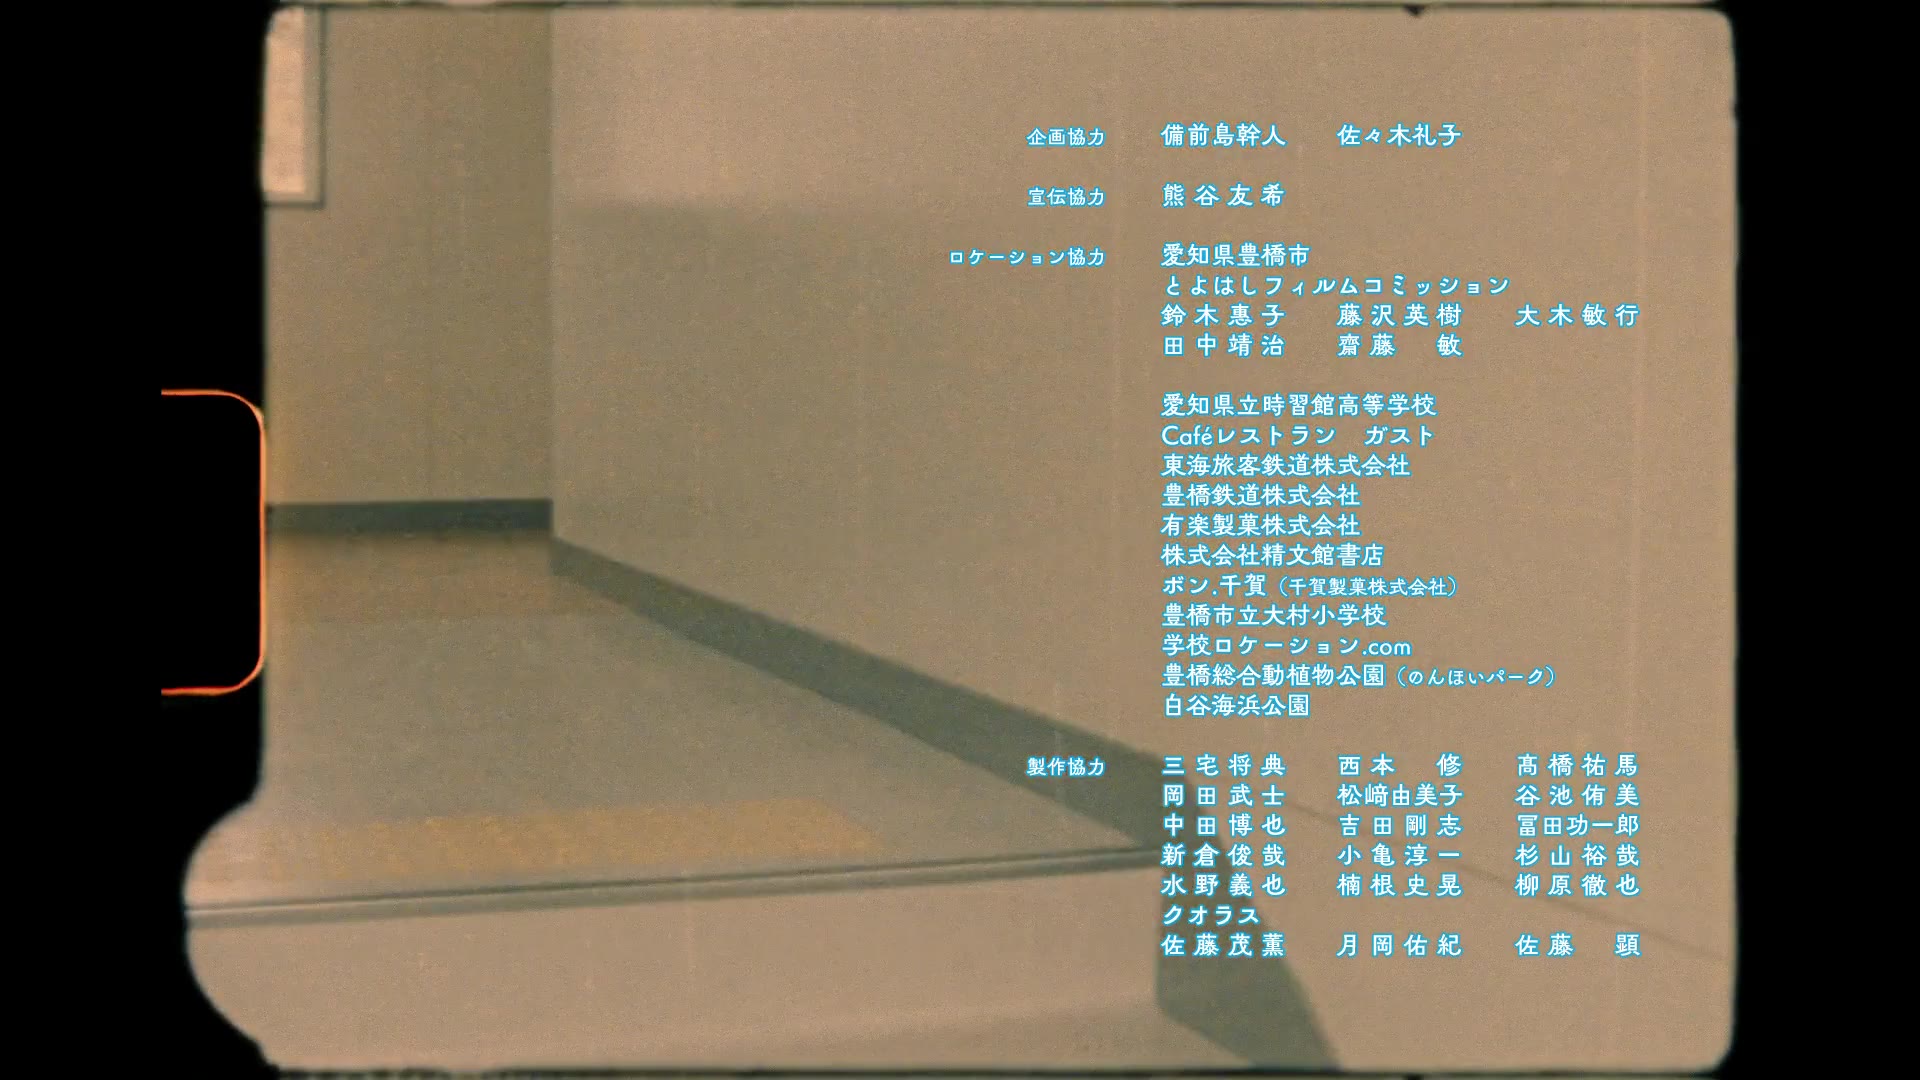 企画協力 備前島幹人 佐々木礼子
宣伝協力 熊谷友希
ロケーション協力 愛知県豊橋市
とよはしフィルムコミッション
鈴木惠子 藤沢英樹 大木敏行
田中靖治 齋藤 敏
愛知県立時習館高等学校
Caféレストラン ガスト
東海旅客鉄道株式会社
豊橋鉄道株式会社
有楽製菓株式会社
株式会社精文館書店
ボン.千賀（千賀製菓株式会社）
豊橋市立大村小学校
学校ロケーション.com
豊橋総合動植物公園（のんほいパーク）
白谷海浜公園
製作協力 三宅将典 西本 修 髙橋祐馬
岡田武士 松﨑由美子 谷池侑美
中田博也 吉田剛志 冨田功一郎
新倉俊哉 小亀淳一 杉山裕哉
水野義也 楠根史晃 柳原徹也
クオラス
佐藤茂薫 月岡佑紀 佐藤 顕